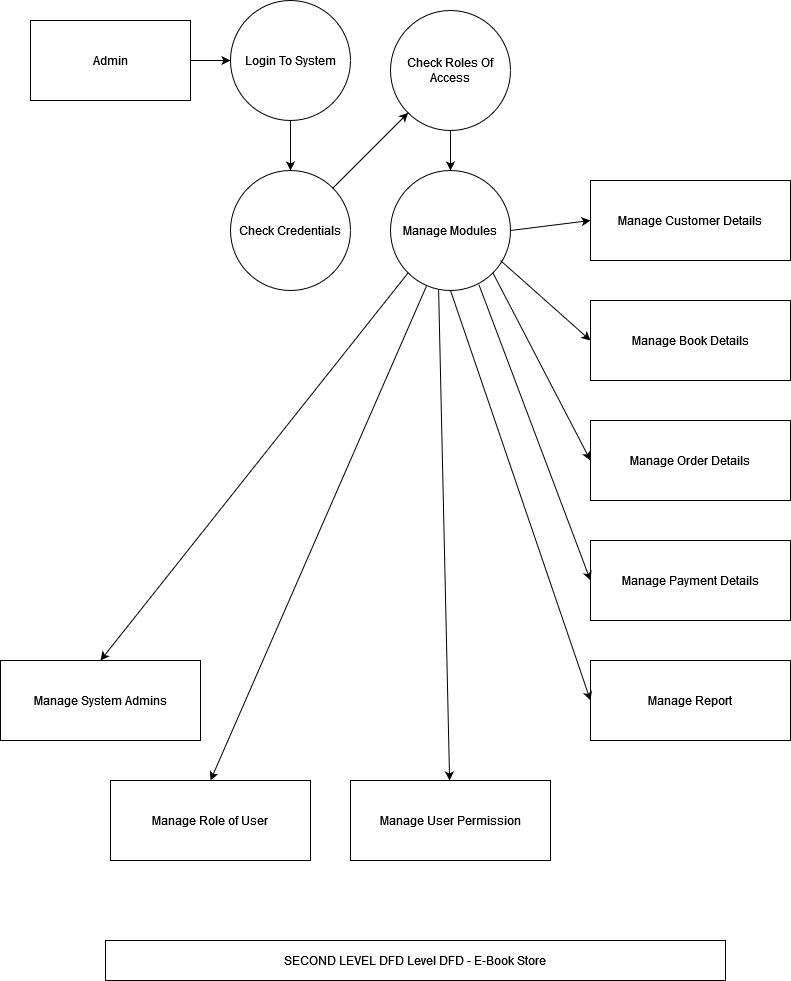 Admin
Login To System
Check Roles Of
Access
Check Credentials
Manage Modules
Manage Customer Details
Manage Book Details
Manage Order Details
Manage Payment Details
Manage System Admins
Manage Report
Manage Role of User
Manage User Permission
SECOND LEVEL DFD Level DFD - E-Book Store